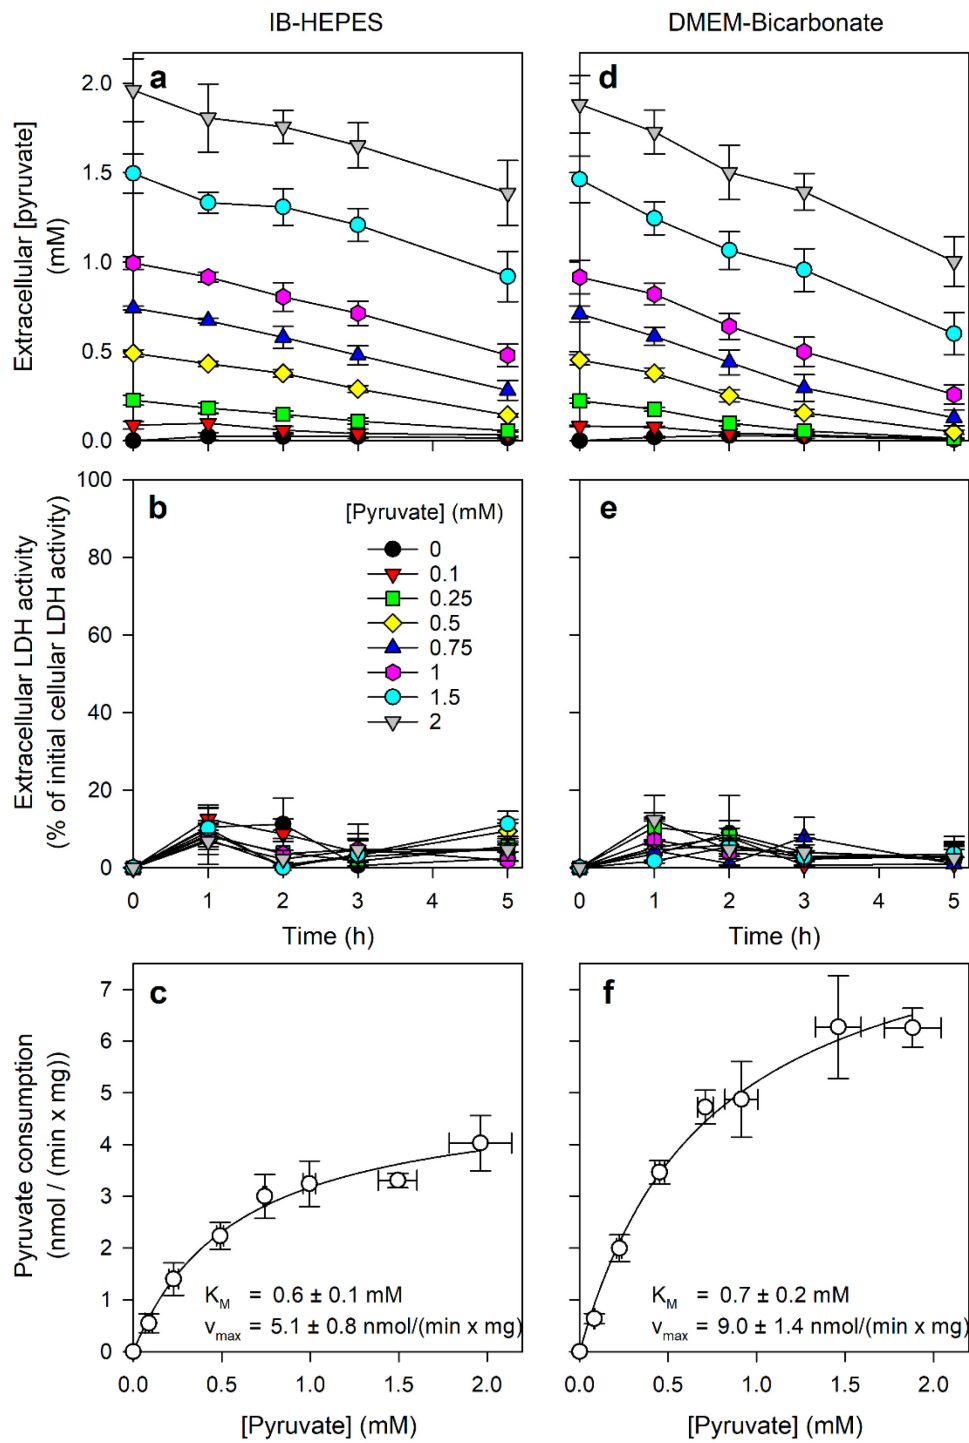 IB-HEPES
DMEM-Bicarbonate
a
d
Extracellular [pyruvate]
(mM)
2.0
1.5
1.0
0.5
0.0
b
e
Extracellular LDH activity
(% of initial cellular LDH activity)
100
80
60
40
20
0
[Pyruvate] (mM)
0
0.1
0.25
0.5
0.75
1
1.5
2
0 1 2 3 4 5
0 1 2 3 4 5
Time (h)
Time (h)
c
f
Pyruvate consumption
(nmol / (min x mg))
7
6
5
4
3
2
1
0
K_M = 0.6 ± 0.1 mM
v_max = 5.1 ± 0.8 nmol/(min x mg)
K_M = 0.7 ± 0.2 mM
v_max = 9.0 ± 1.4 nmol/(min x mg)
0.0 0.5 1.0 1.5 2.0
0.0 0.5 1.0 1.5 2.0
[Pyruvate] (mM)
[Pyruvate] (mM)